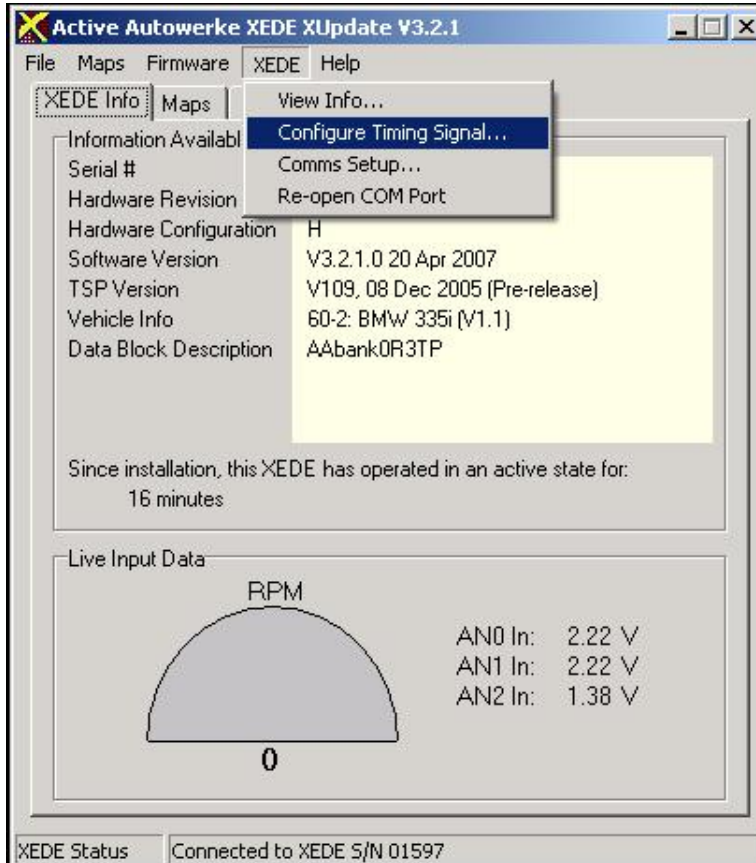 Active Autowerke XEDE XUpdate V3.2.1
File Maps Firmware XEDE Help
XEDE Info Maps
View Info...
Configure Timing Signal...
Comms Setup...
Re-open COM Port
Information Availabl
Serial #
Hardware Revision
Hardware Configuration H
Software Version V3.2.1.0 20 Apr 2007
TSP Version V109, 08 Dec 2005 (Pre-release)
Vehicle Info 60-2: BMW 335i (V1.1)
Data Block Description AAbank0R3TP
Since installation, this XEDE has operated in an active state for:
16 minutes
Live Input Data
RPM
0
AN0 In: 2.22 V
AN1 In: 2.22 V
AN2 In: 1.38 V
XEDE Status Connected to XEDE S/N 01597